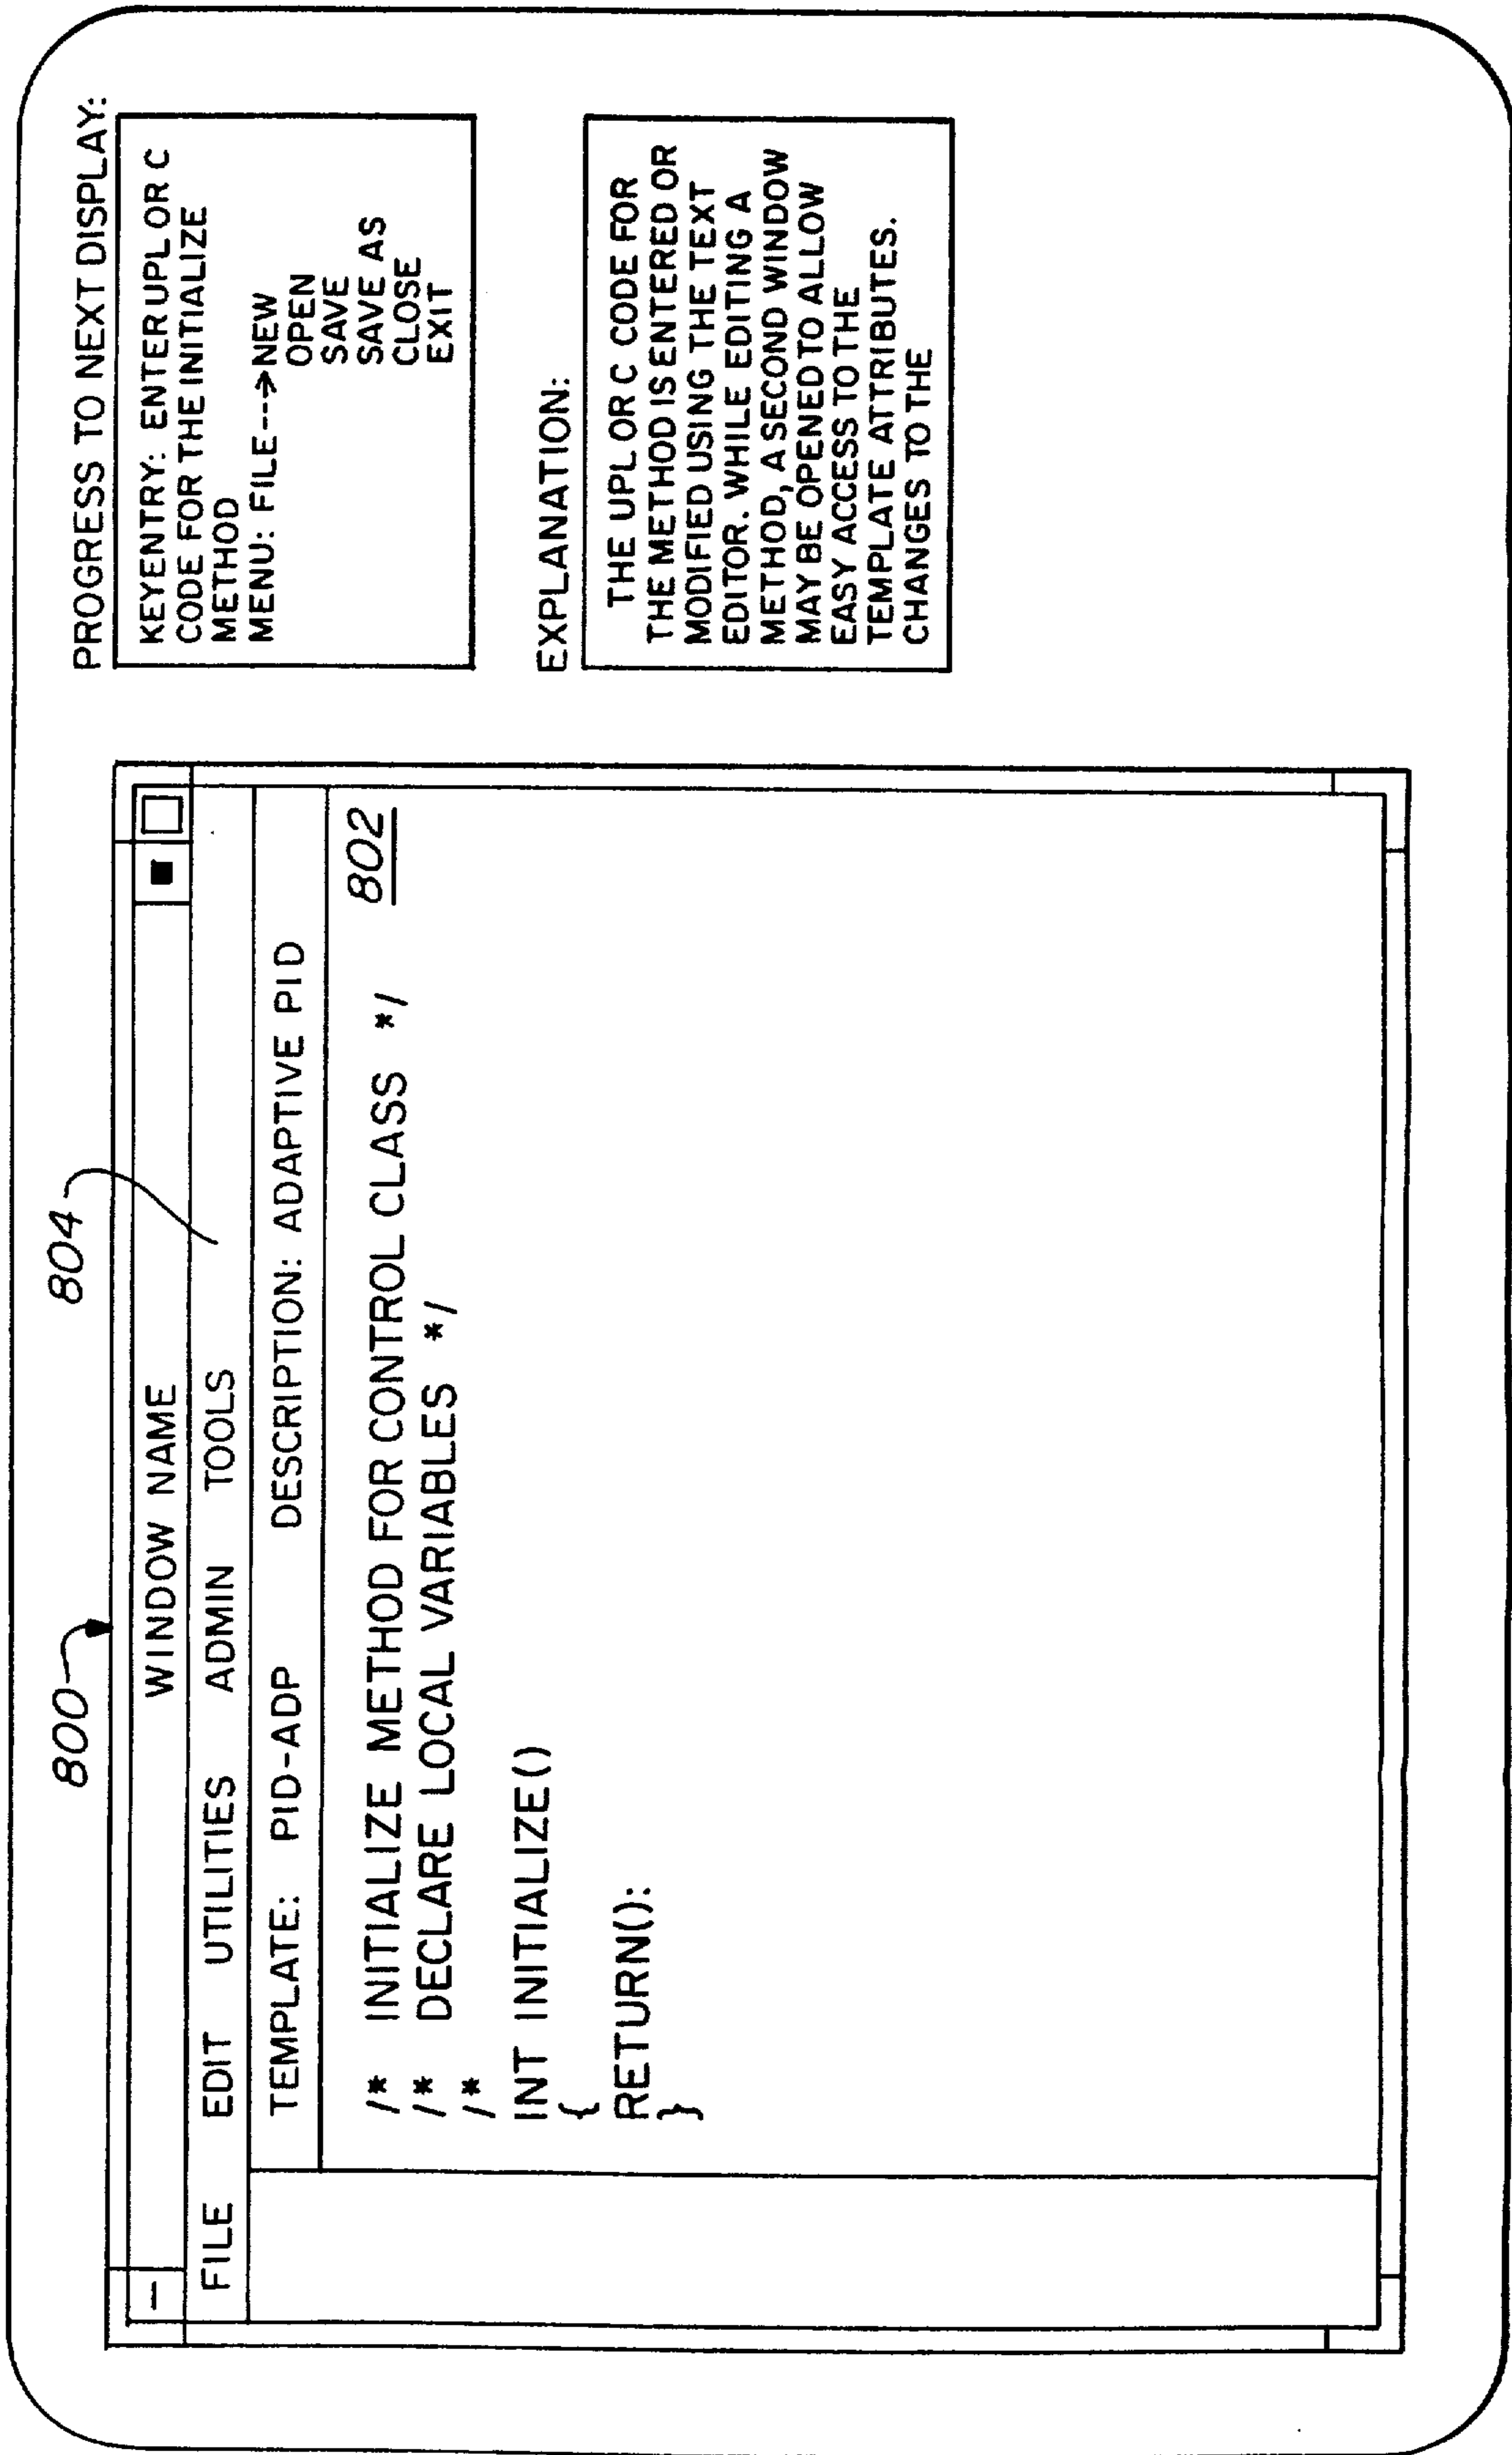 800
804
WINDOW NAME
FILE EDIT UTILITIES ADMIN TOOLS
TEMPLATE: PID-ADP DESCRIPTION: ADAPTIVE PID
802
/* INITIALIZE METHOD FOR CONTROL CLASS */
/* DECLARE LOCAL VARIABLES */
/*
INT INITIALIZE()
{
RETURN():
}
PROGRESS TO NEXT DISPLAY:
KEYENTRY: ENTER UPL OR C
CODE FOR THE INITIALIZE
METHOD
MENU: FILE--->NEW
OPEN
SAVE
SAVE AS
CLOSE
EXIT
EXPLANATION:
THE UPL OR C CODE FOR
THE METHOD IS ENTERED OR
MODIFIED USING THE TEXT
EDITOR. WHILE EDITING A
METHOD, A SECOND WINDOW
MAY BE OPENED TO ALLOW
EASY ACCESS TO THE
TEMPLATE ATTRIBUTES.
CHANGES TO THE